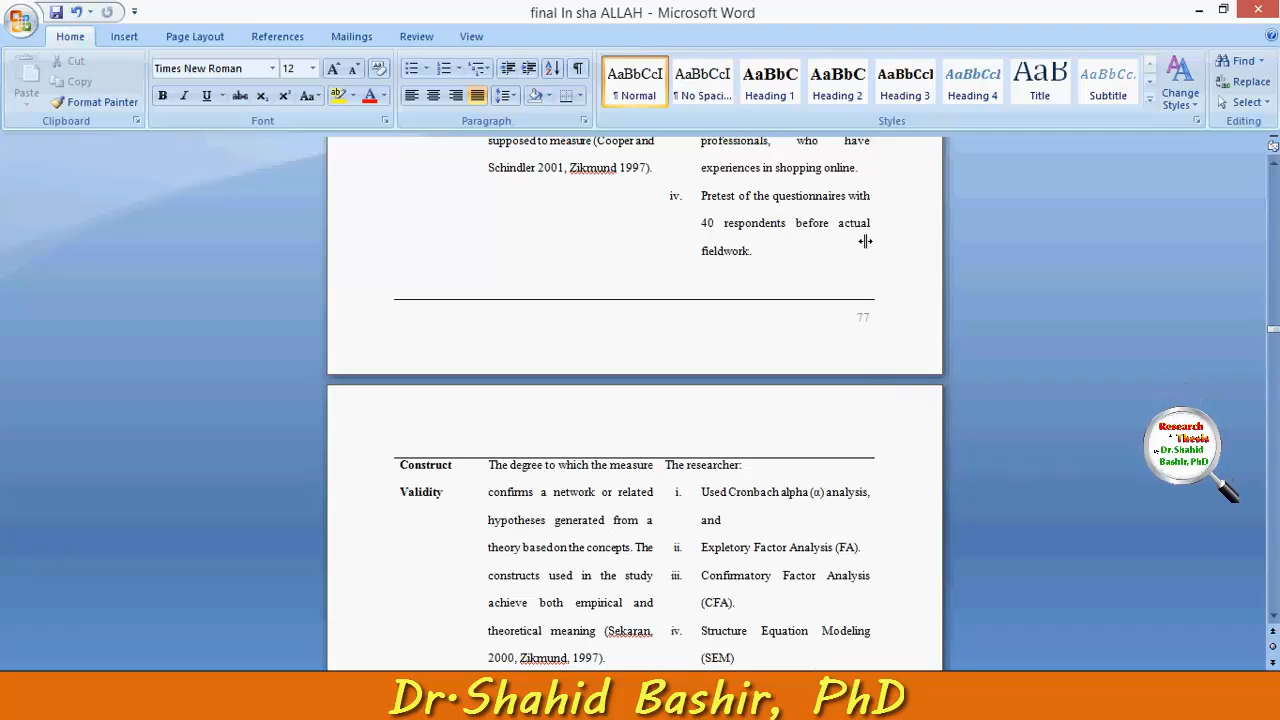 final In sha ALLAH - Microsoft Word
Home Insert Page Layout References Mailings Review View
Cut
Copy
Paste
Format Painter
Clipboard
Times New Roman 12
B I U abc x₂ x² Aa
Font
Paragraph
AaBbCcI AaBbCcI AaBbC AaBbC AaBbCcI AaBbCcI AaB AaBbCc.
¶ Normal ¶ No Spaci... Heading 1 Heading 2 Heading 3 Heading 4 Title Subtitle
Change Styles
Styles
Find
Replace
Select
Editing
supposed to measure (Cooper and
Schindler 2001, Zikmund 1997).
professionals, who have
experiences in shopping online.
iv. Pretest of the questionnaires with
40 respondents before actual
fieldwork.
77
Construct
Validity
The degree to which the measure
confirms a network or related
hypotheses generated from a
theory based on the concepts. The
constructs used in the study
achieve both empirical and
theoretical meaning (Sekaran,
2000, Zikmund, 1997).
The researcher:
i. Used Cronbach alpha (α) analysis,
and
ii. Expletory Factor Analysis (FA).
iii. Confirmatory Factor Analysis
(CFA).
iv. Structure Equation Modeling
(SEM)
Research
Thesis
By Dr.Shahid
Bashir, PhD
Dr.Shahid Bashir, PhD